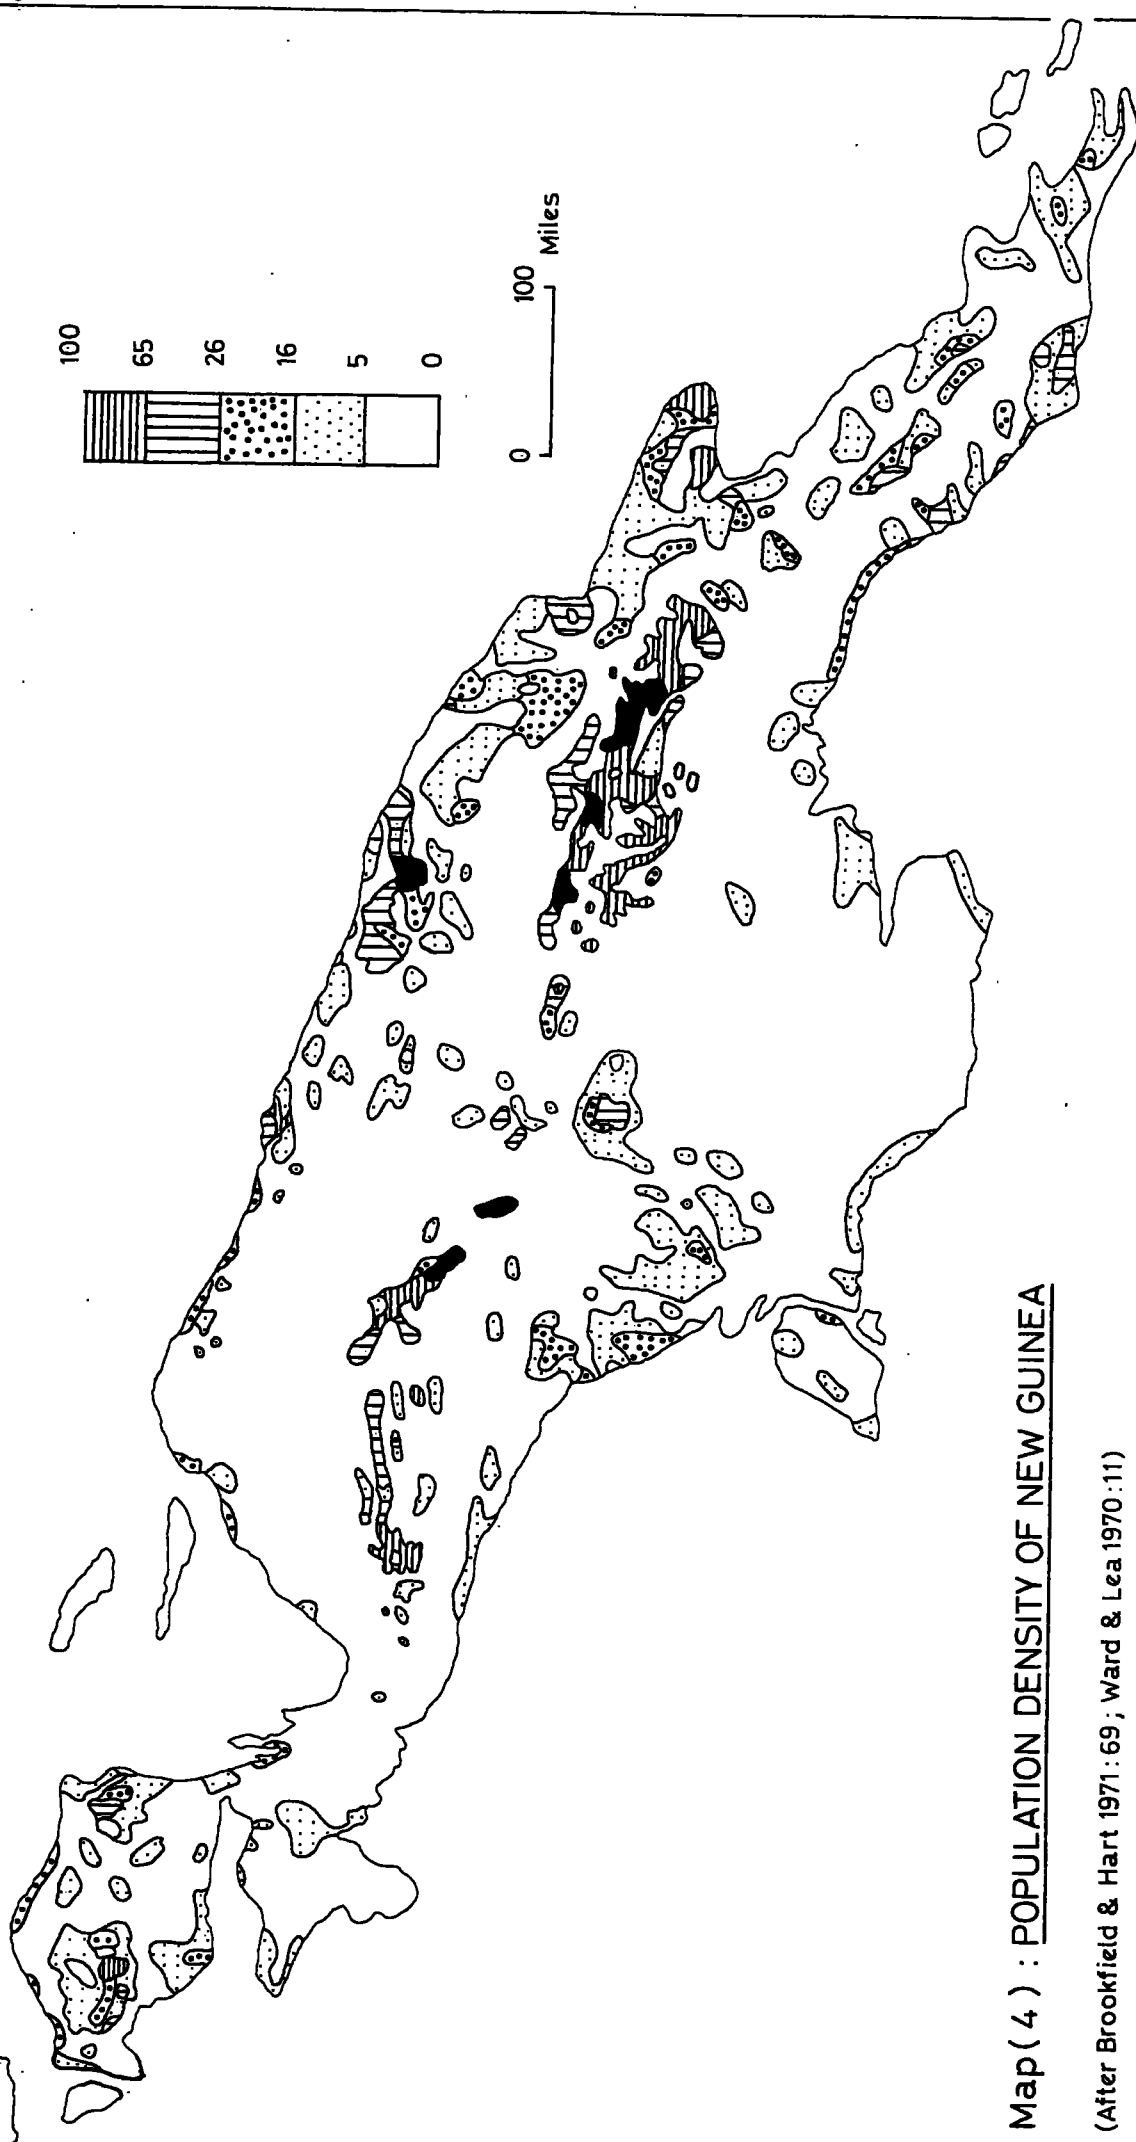 100
65
26
16
5
0
0 100
Miles
Map(4) : POPULATION DENSITY OF NEW GUINEA
(After Brookfield & Hart 1971:69; Ward & Lea 1970:11)